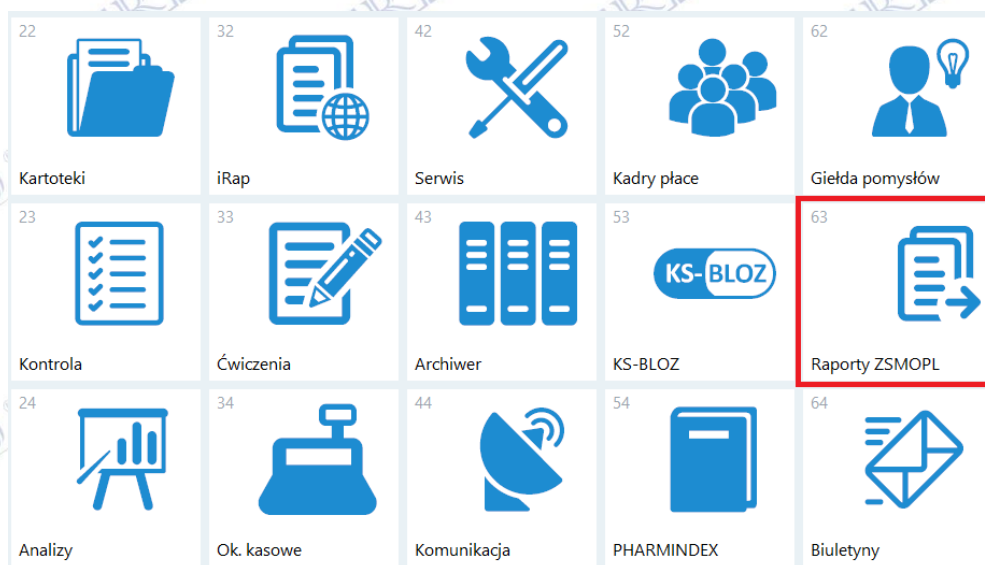 22
32
42
52
62
Kartoteki
iRap
Serwis
Kadry płace
Giełda pomysłów
23
33
43
53
63
KS-BLOZ
Kontrola
Ćwiczenia
Archiwer
KS-BLOZ
Raporty ZSMOPL
24
34
44
54
64
Analizy
Ok. kasowe
Komunikacja
PHARMINDEX
Biuletyny